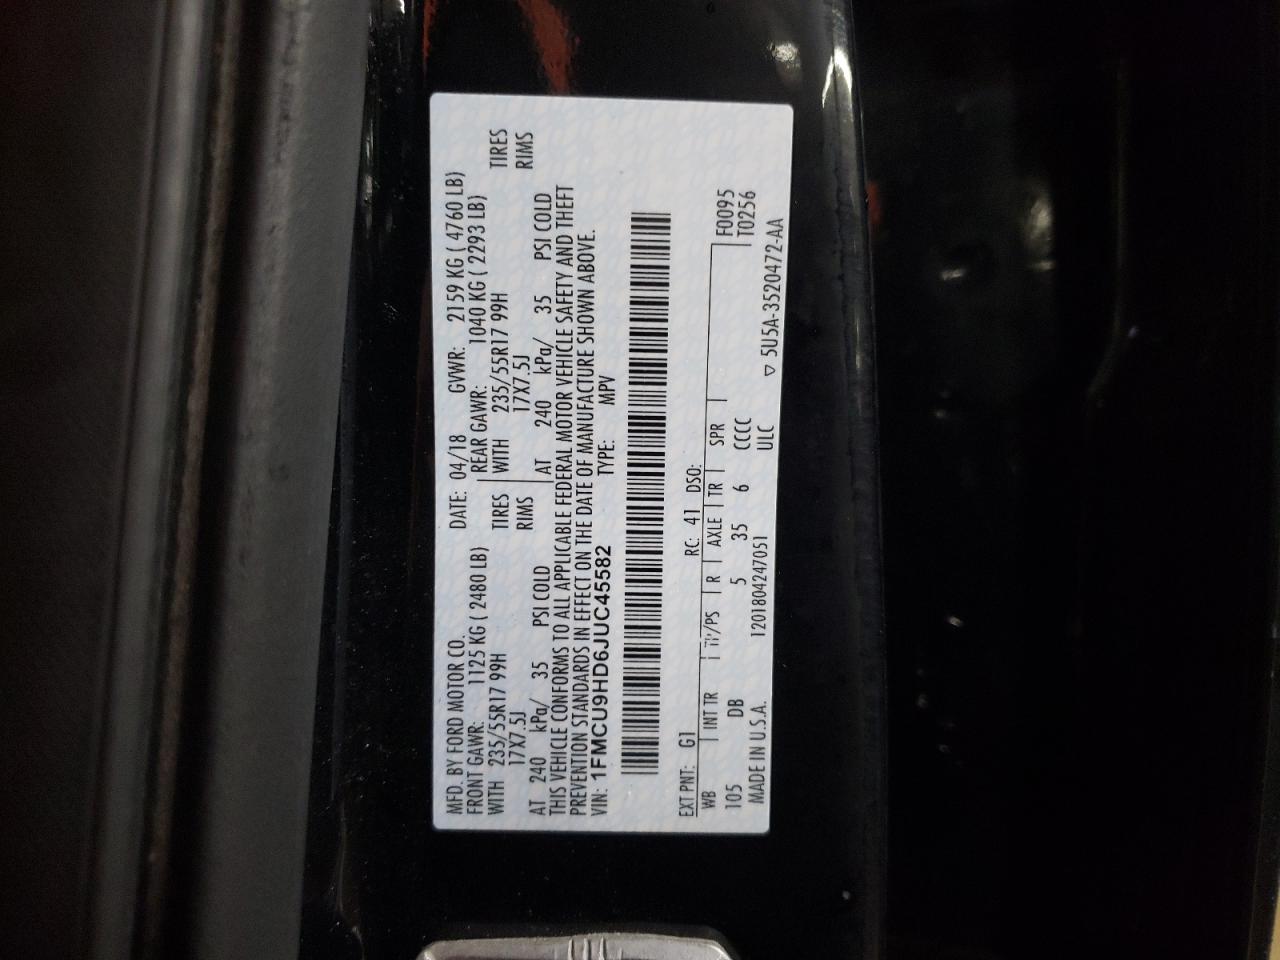 MFD. BY FORD MOTOR CO. DATE: 04/18 GVWR: 2159 KG ( 4760 LB)
FRONT GAWR: 1125 KG ( 2480 LB) REAR GAWR: 1040 KG ( 2293 LB)
WITH 235/55R17 99H TIRES WITH 235/55R17 99H TIRES
17X7.5J RIMS 17X7.5J RIMS
AT 240 kPa/ 35 PSI COLD AT 240 kPa/ 35 PSI COLD
THIS VEHICLE CONFORMS TO ALL APPLICABLE FEDERAL MOTOR VEHICLE SAFETY AND THEFT
PREVENTION STANDARDS IN EFFECT ON THE DATE OF MANUFACTURE SHOWN ABOVE.
VIN: 1FMCU9HD6JUC45582 TYPE: MPV
EXT PNT: G1 RC: 41 DSO:
WB INT TR TP/PS R AXLE TR SPR F0095
105 DB 5 35 6 CCCC T0256
MADE IN U.S.A. 1201804247051 ULC ▽ 5U5A-3520472-AA